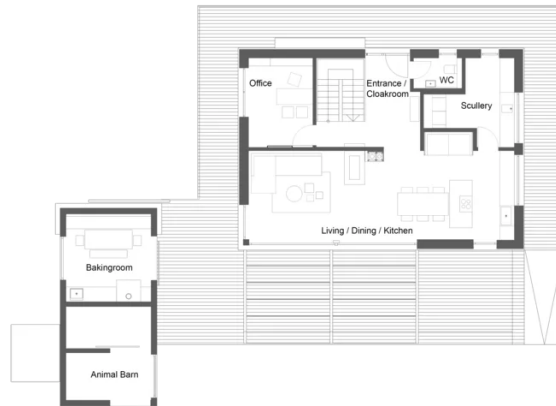 Office
Entrance /
Cloakroom
WC
Scullery
Living / Dining / Kitchen
Bakingroom
Animal Barn